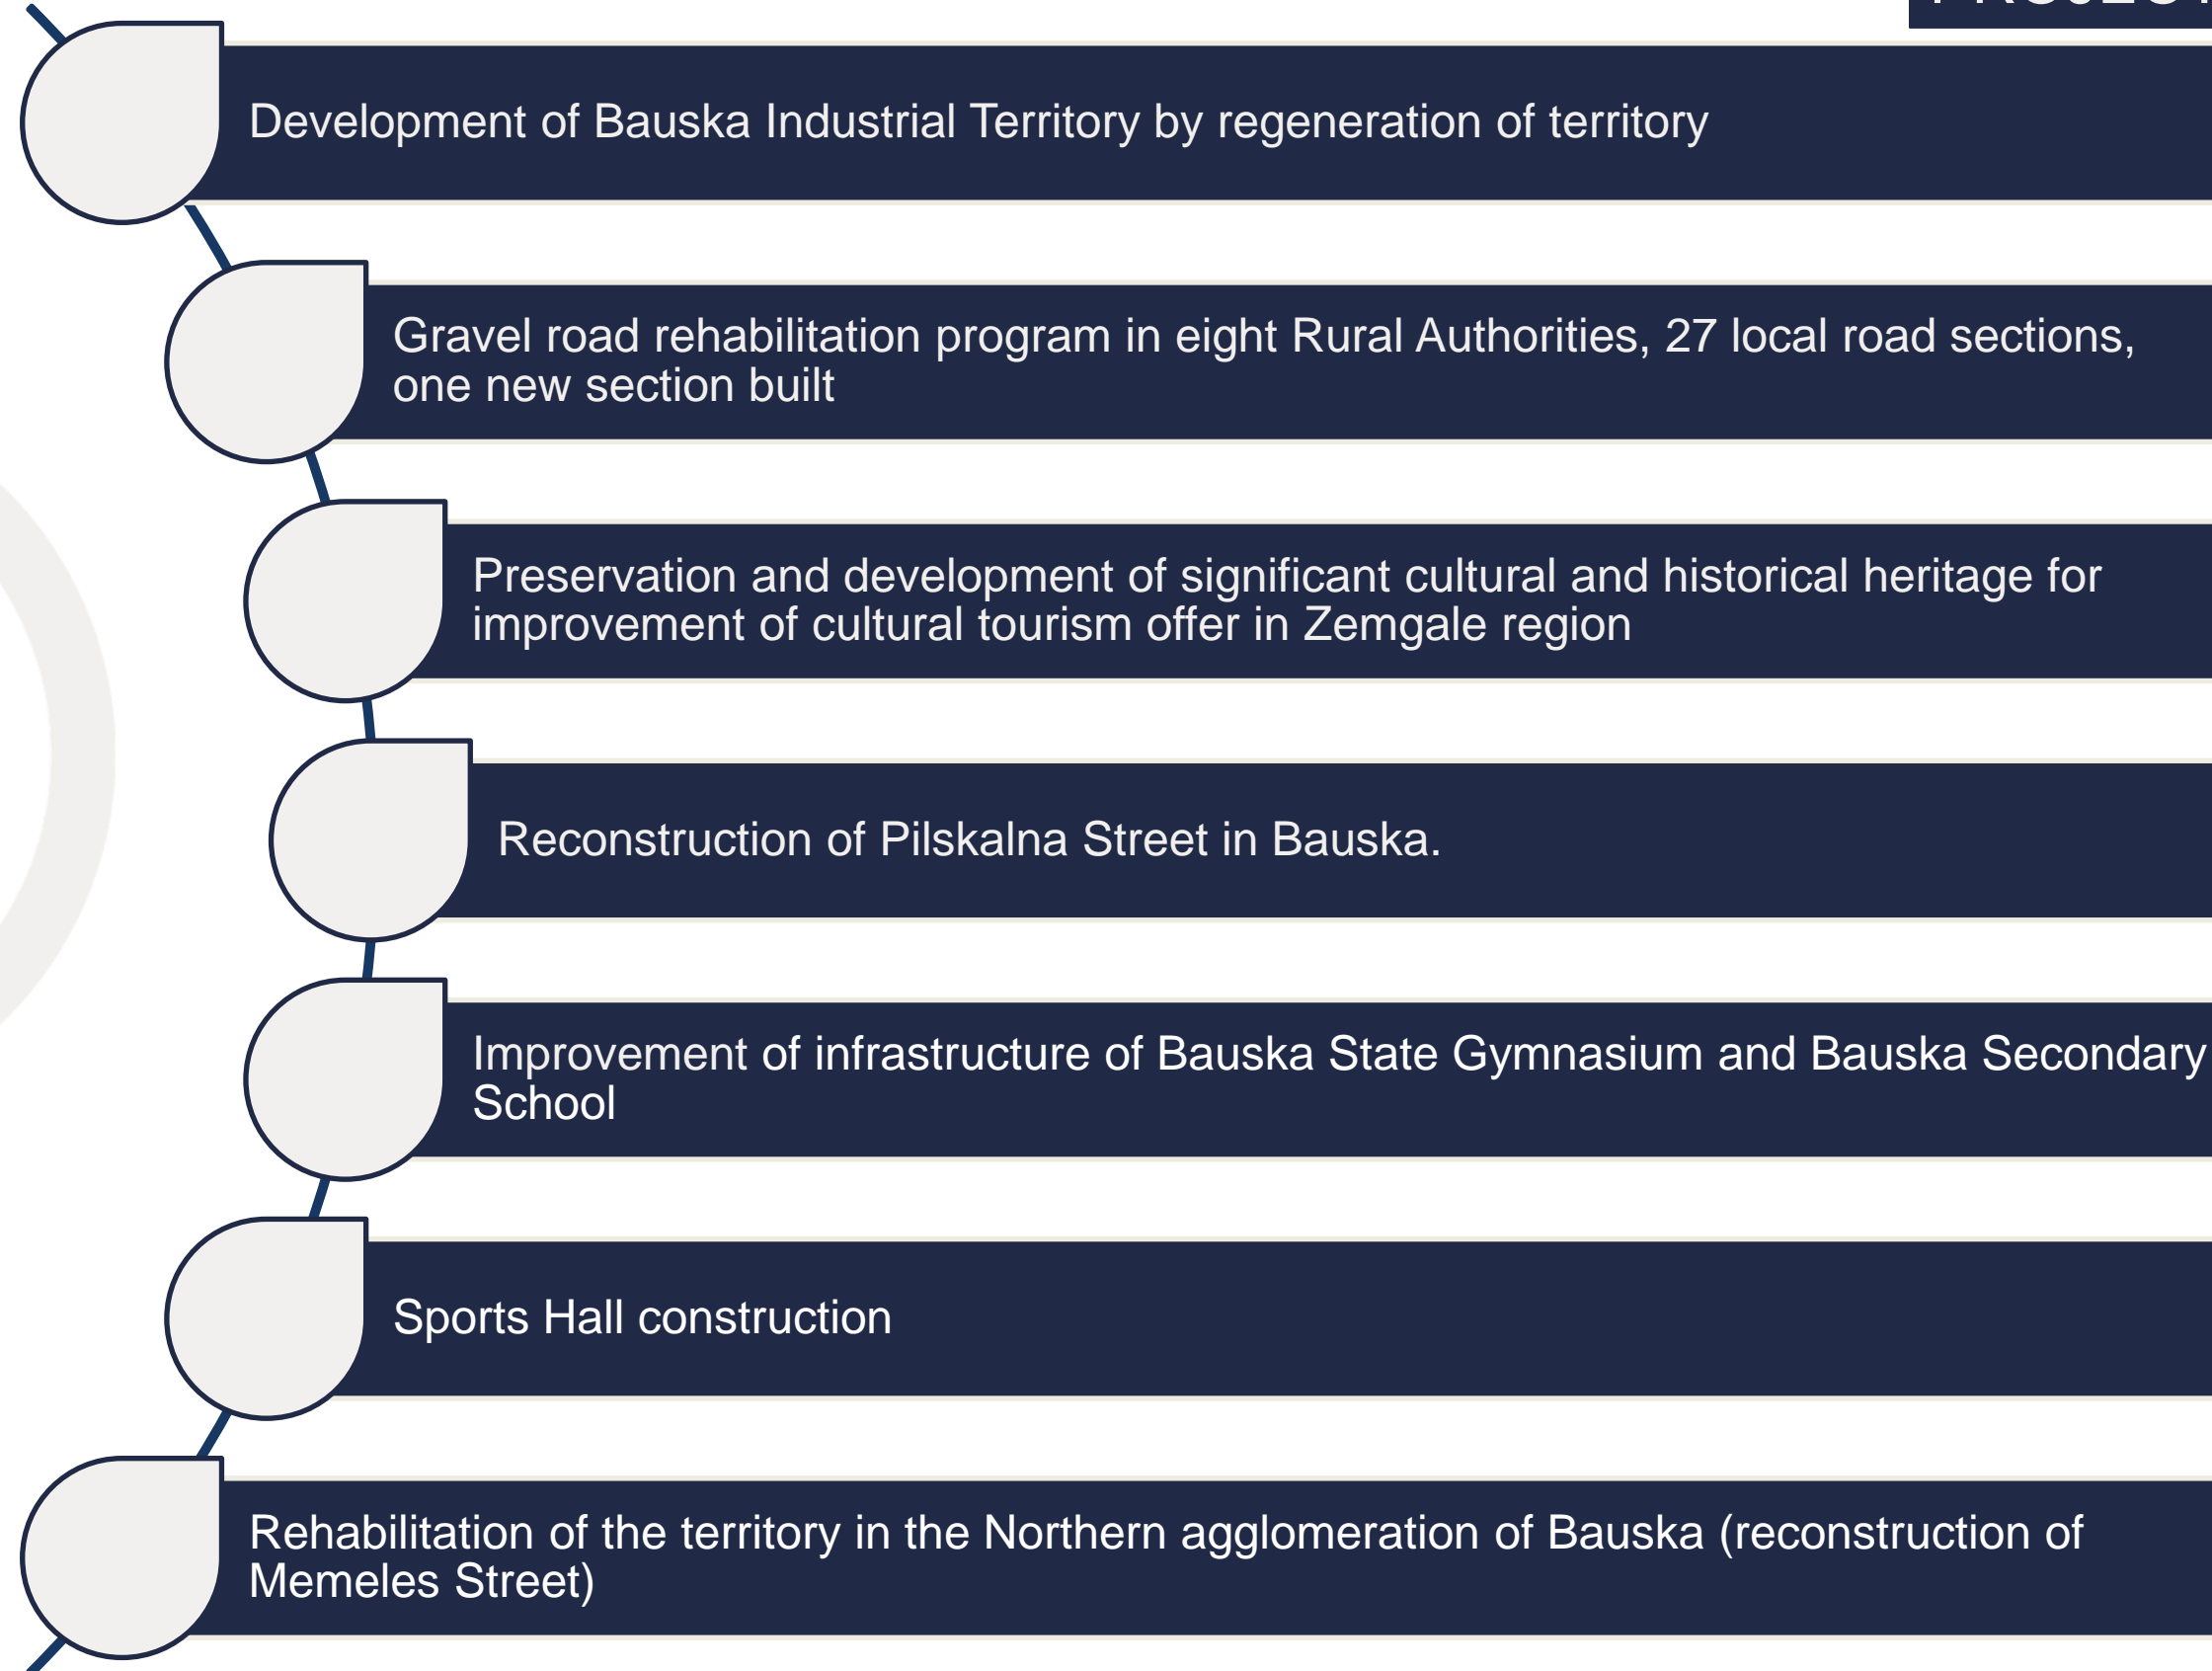 Development of Bauska Industrial Territory by regeneration of territory
Gravel road rehabilitation program in eight Rural Authorities, 27 local road sections,
one new section built
Preservation and development of significant cultural and historical heritage for
improvement of cultural tourism offer in Zemgale region
Reconstruction of Pilskalna Street in Bauska.
Improvement of infrastructure of Bauska State Gymnasium and Bauska Secondary
School
Sports Hall construction
Rehabilitation of the territory in the Northern agglomeration of Bauska (reconstruction of
Memeles Street)